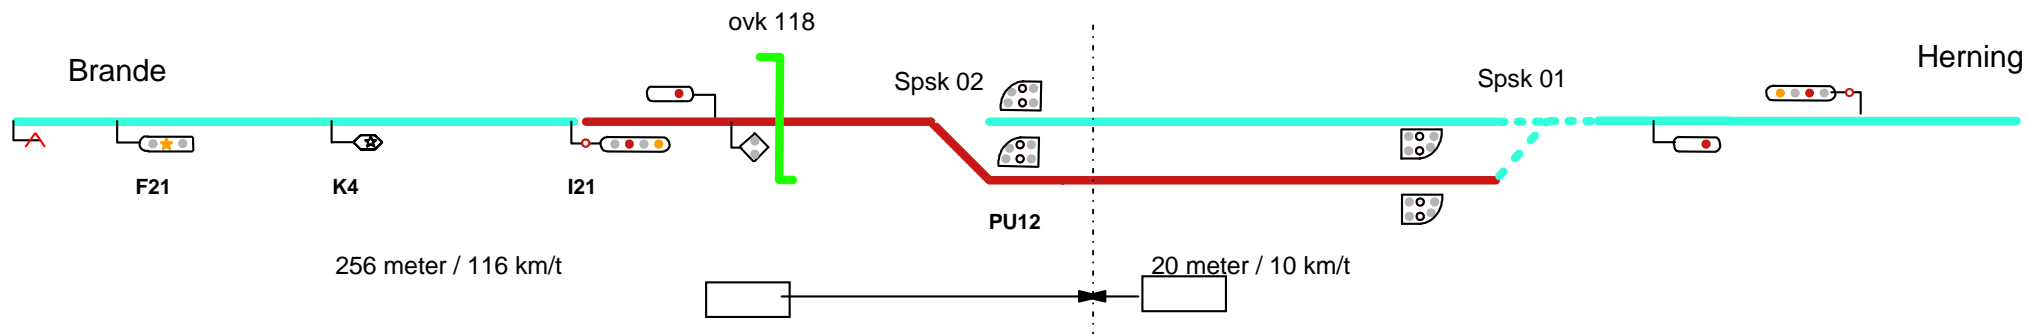 ovk 118
Brande
Herning
Spsk 02
Spsk 01
F21
K4
I21
PU12
256 meter / 116 km/t
20 meter / 10 km/t